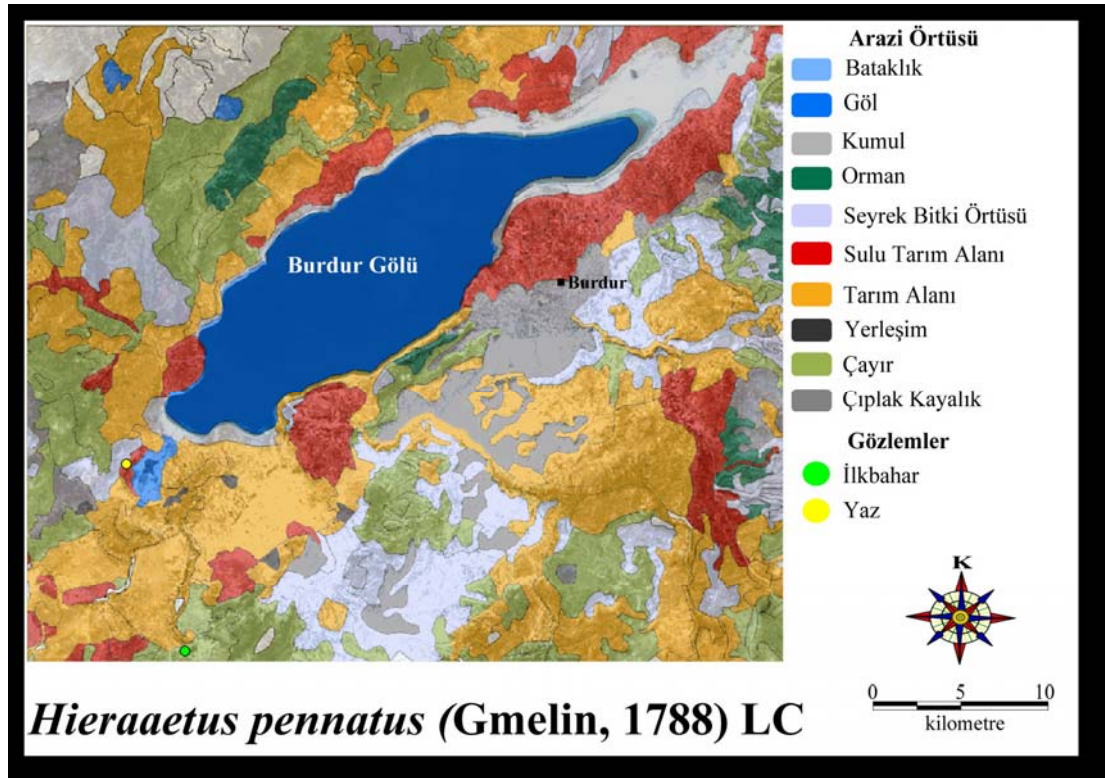 Arazi Örtüsü
Bataklık
Göl
Kumul
Orman
Seyrek Bitki Örtüsü
Sulu Tarım Alanı
Tarım Alanı
Yerleşim
Çayır
Çıplak Kayalık
Gözlemler
İlkbahar
Yaz
Burdur Gölü
Burdur
K
0 5 10
kilometre
Hieraaetus pennatus (Gmelin, 1788) LC